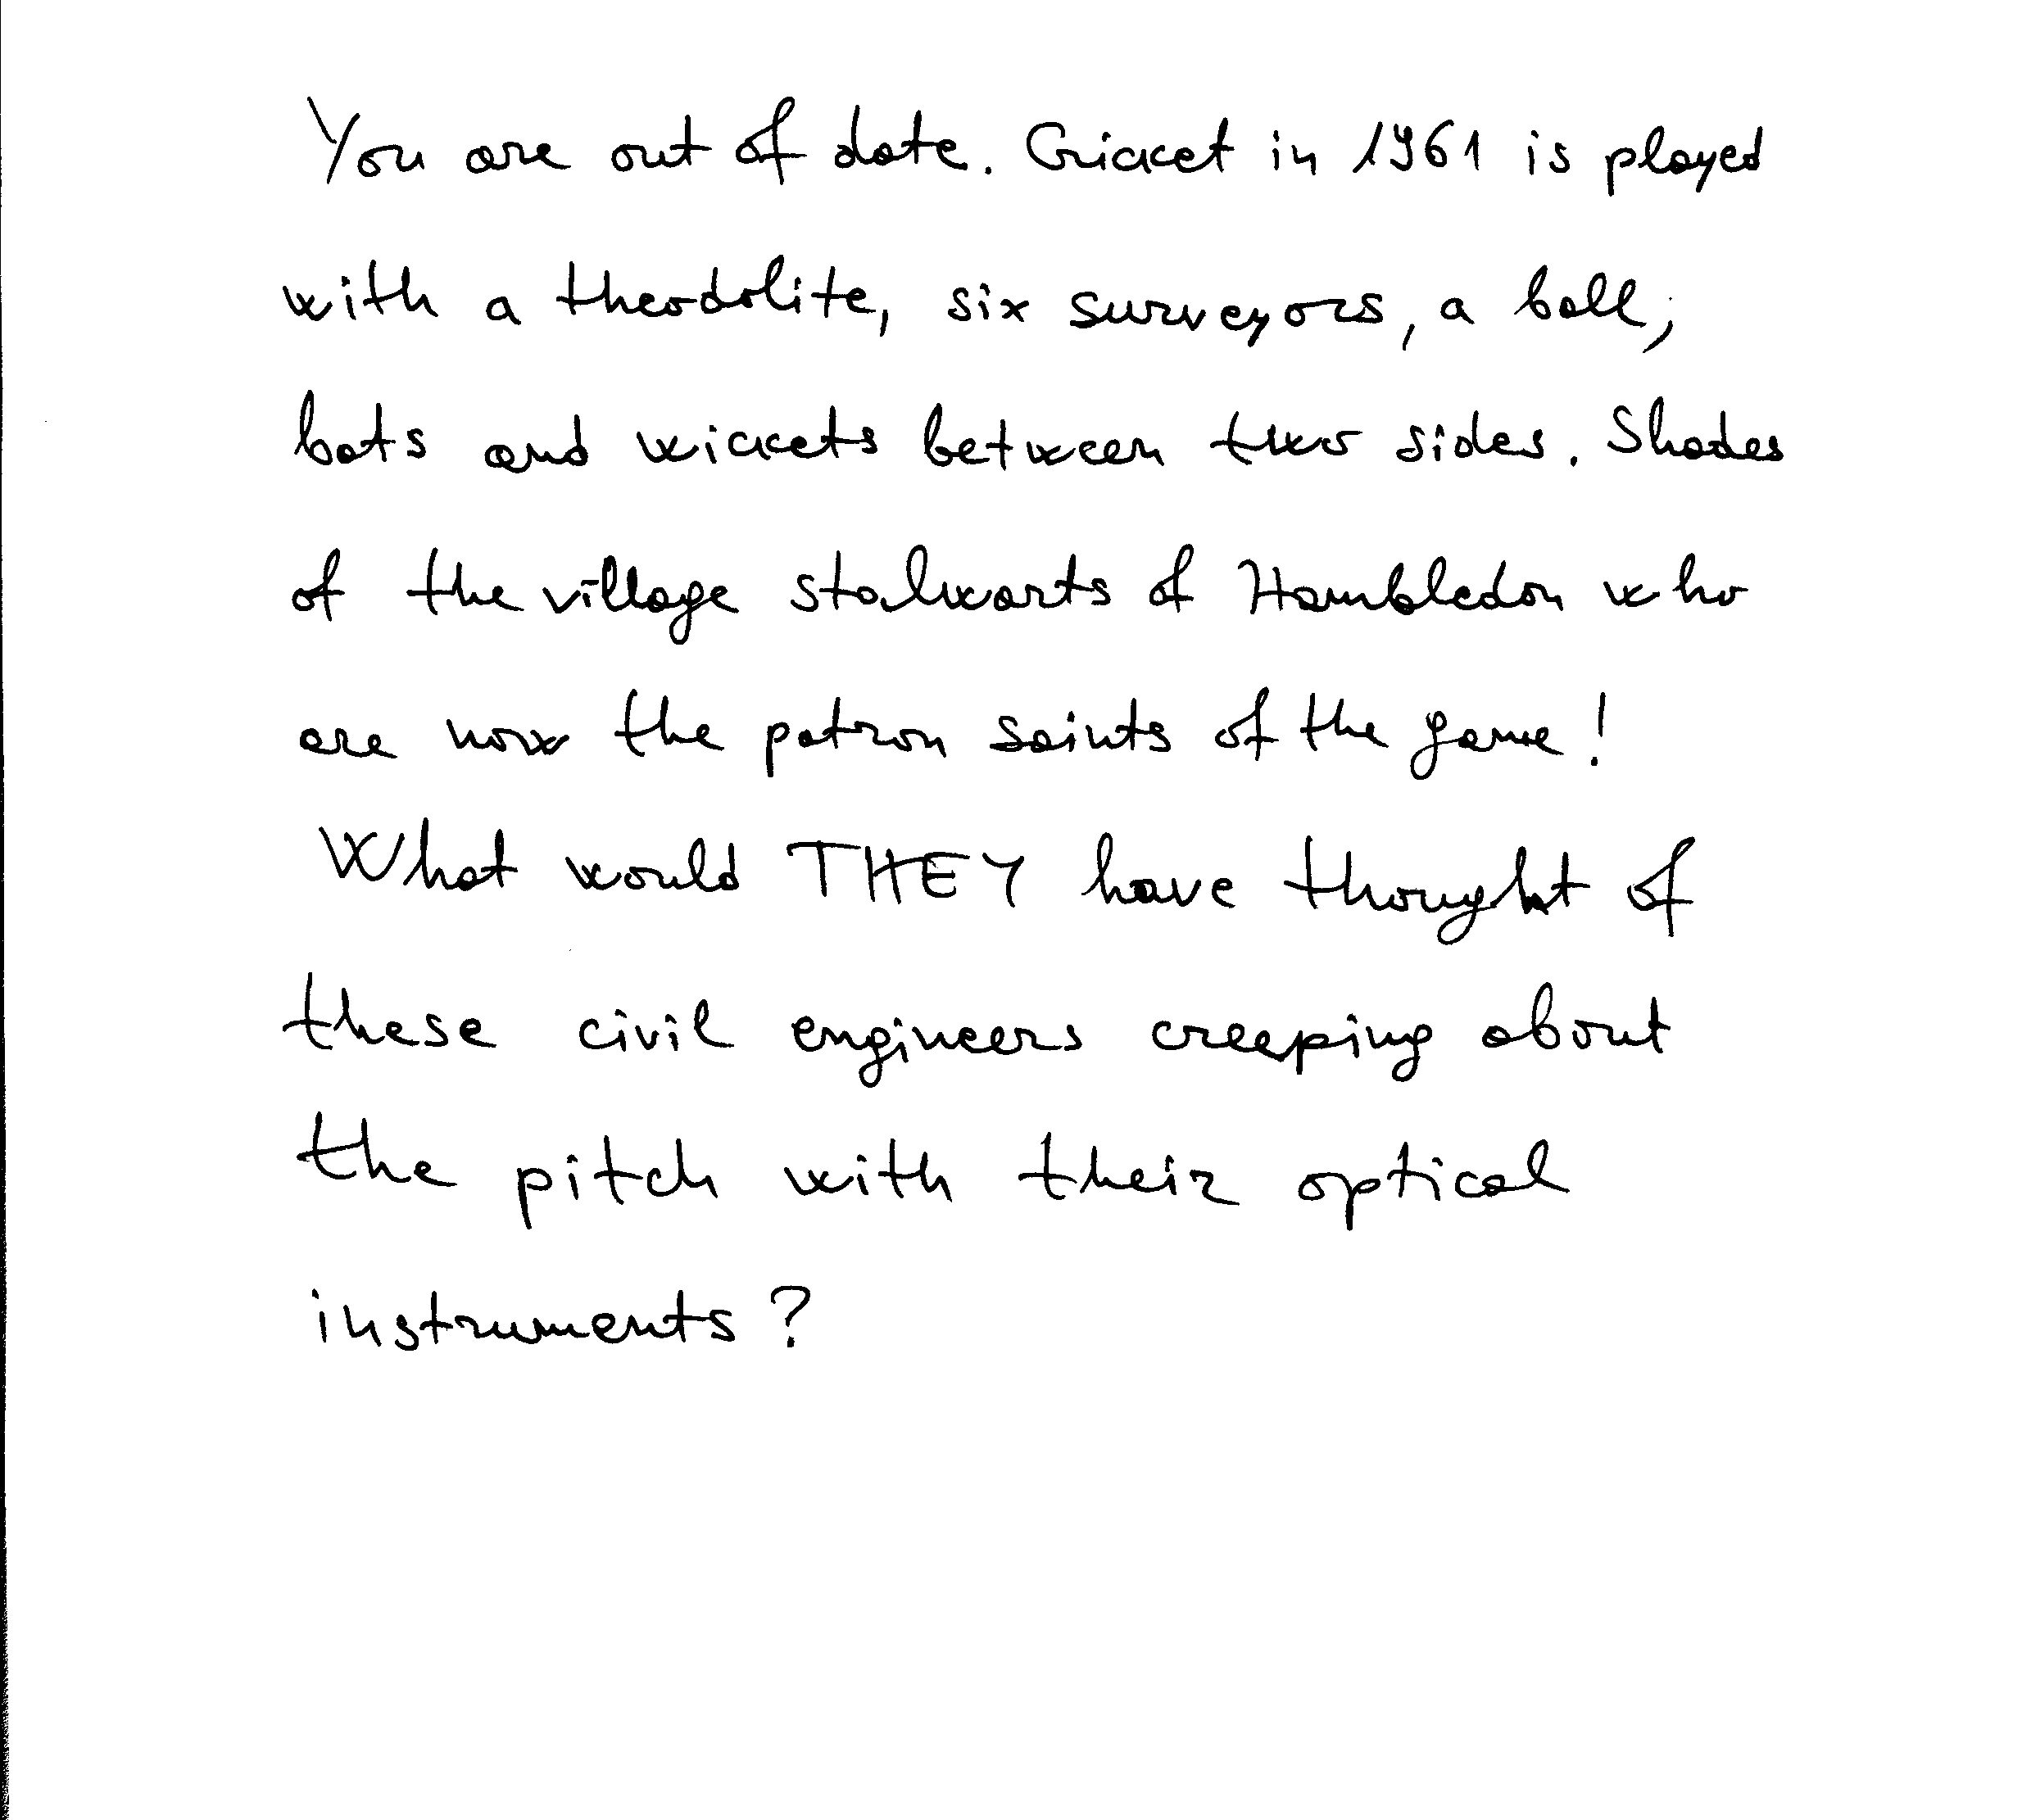 You are out of date. Cricket in 1961 is played
with a theodolite, six surveyors, a ball,
bats and wickets between two sides. Shades
of the village stalwarts of Hambledon who
are now the patron saints of the game!
What would THEY have thought of
these civil engineers creeping about
the pitch with their optical
instruments?